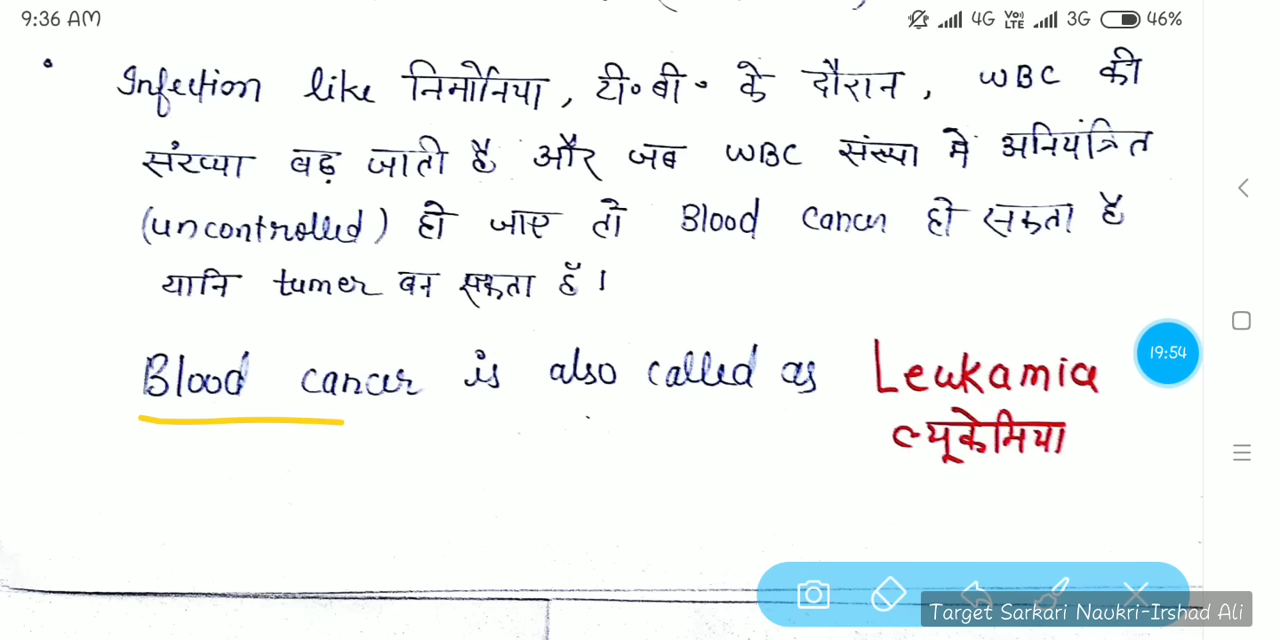 9:36 AM
4G VoLTE 3G 46%
Infection like निमोनिया, टी॰ बी॰ के दौरान, WBC की
संख्या बढ़ जाती है और जब WBC संख्या में अनियंत्रित
(uncontrolled) हो जाए तो Blood cancer हो सकता है
यानि tumer बन सकता है।
Blood cancer is also called as Leukamia
ल्यूकेमिया
19:54
Target Sarkari Naukri-Irshad Ali